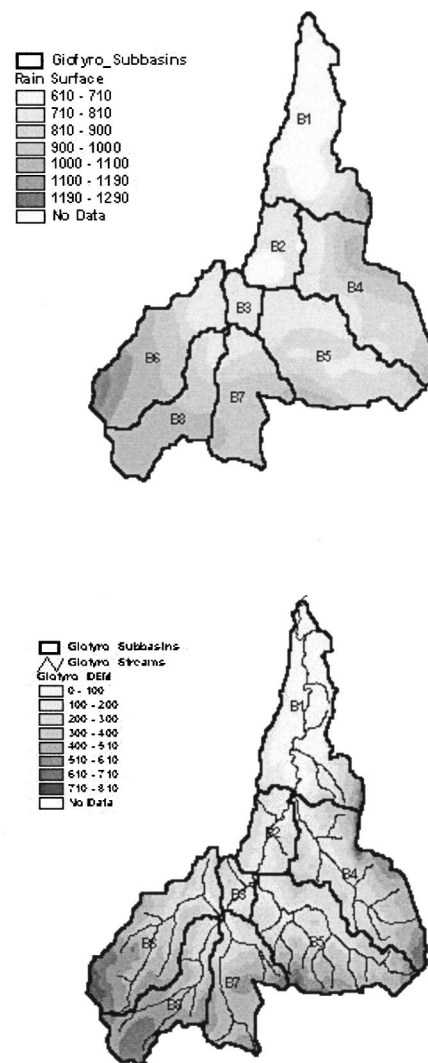 Giofyro_Subbasins
Rain Surface
610 - 710
710 - 810
810 - 900
900 - 1000
1000 - 1100
1100 - 1190
1190 - 1290
No Data
B1
B2
B4
B3
B5
B6
B7
B8
Giofyro Subbasins
Giofyro Streams
Giofyro DEM
0 - 100
100 - 200
200 - 300
300 - 400
400 - 510
510 - 610
610 - 710
710 - 810
No Data
B1
B2
B4
B3
B5
B6
B7
B8